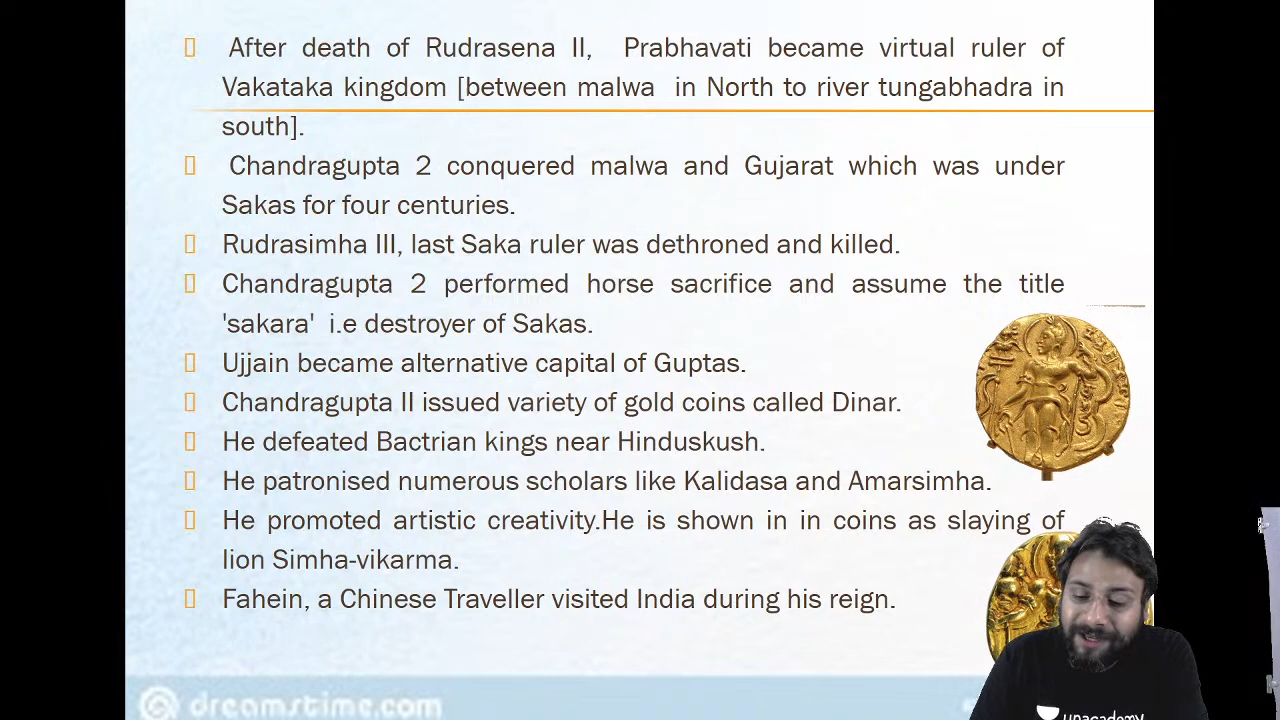 After death of Rudrasena II, Prabhavati became virtual ruler of
Vakataka kingdom [between malwa in North to river tungabhadra in
south].
Chandragupta 2 conquered malwa and Gujarat which was under
Sakas for four centuries.
Rudrasimha III, last Saka ruler was dethroned and killed.
Chandragupta 2 performed horse sacrifice and assume the title
'sakara' i.e destroyer of Sakas.
Ujjain became alternative capital of Guptas.
Chandragupta II issued variety of gold coins called Dinar.
He defeated Bactrian kings near Hinduskush.
He patronised numerous scholars like Kalidasa and Amarsimha.
He promoted artistic creativity.He is shown in in coins as slaying of
lion Simha-vikarma.
Fahein, a Chinese Traveller visited India during his reign.
dreamstime.com
unacademy